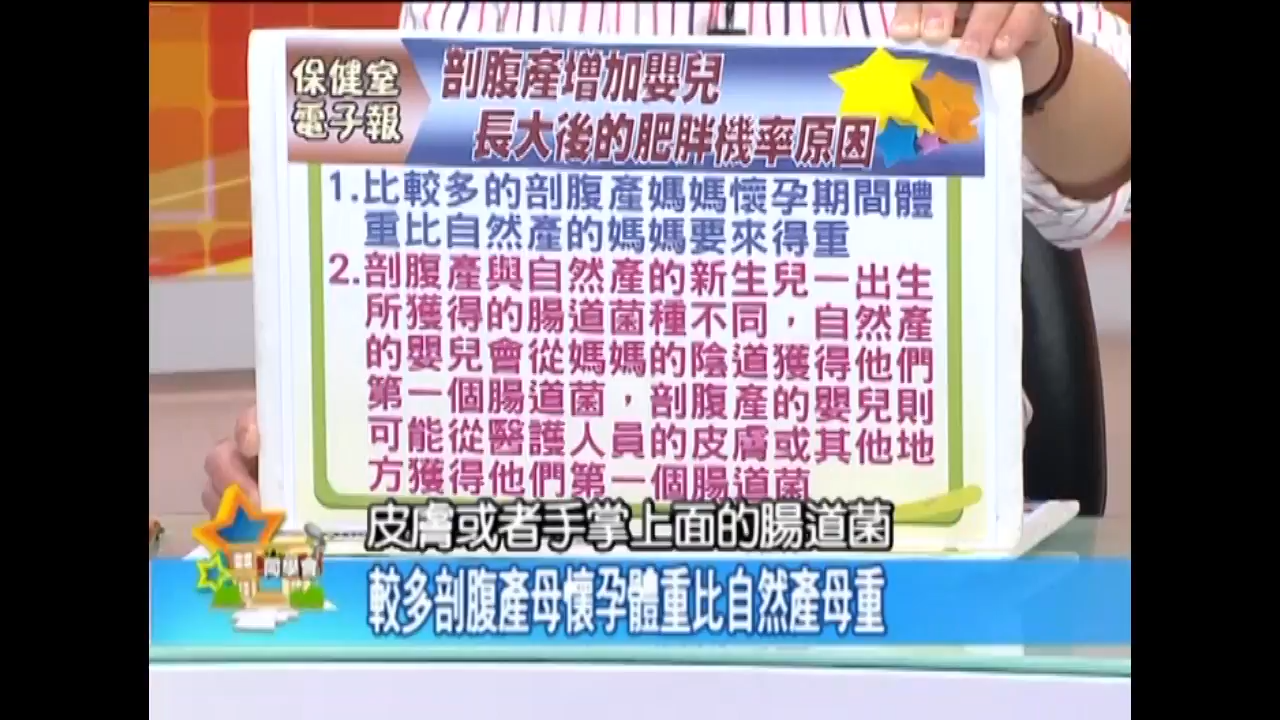 保健室
電子報
剖腹產增加嬰兒
長大後的肥胖機率原因
1.比較多的剖腹產媽媽懷孕期間體
重比自然產的媽媽要來得重
2.剖腹產與自然產的新生兒一出生
所獲得的腸道菌種不同，自然產
的嬰兒會從媽媽的陰道獲得他們
第一個腸道菌，剖腹產的嬰兒則
可能從醫護人員的皮膚或其他地
方獲得他們第一個腸道菌
皮膚或者手掌上面的腸道菌
同學會
較多剖腹產母懷孕體重比自然產母重